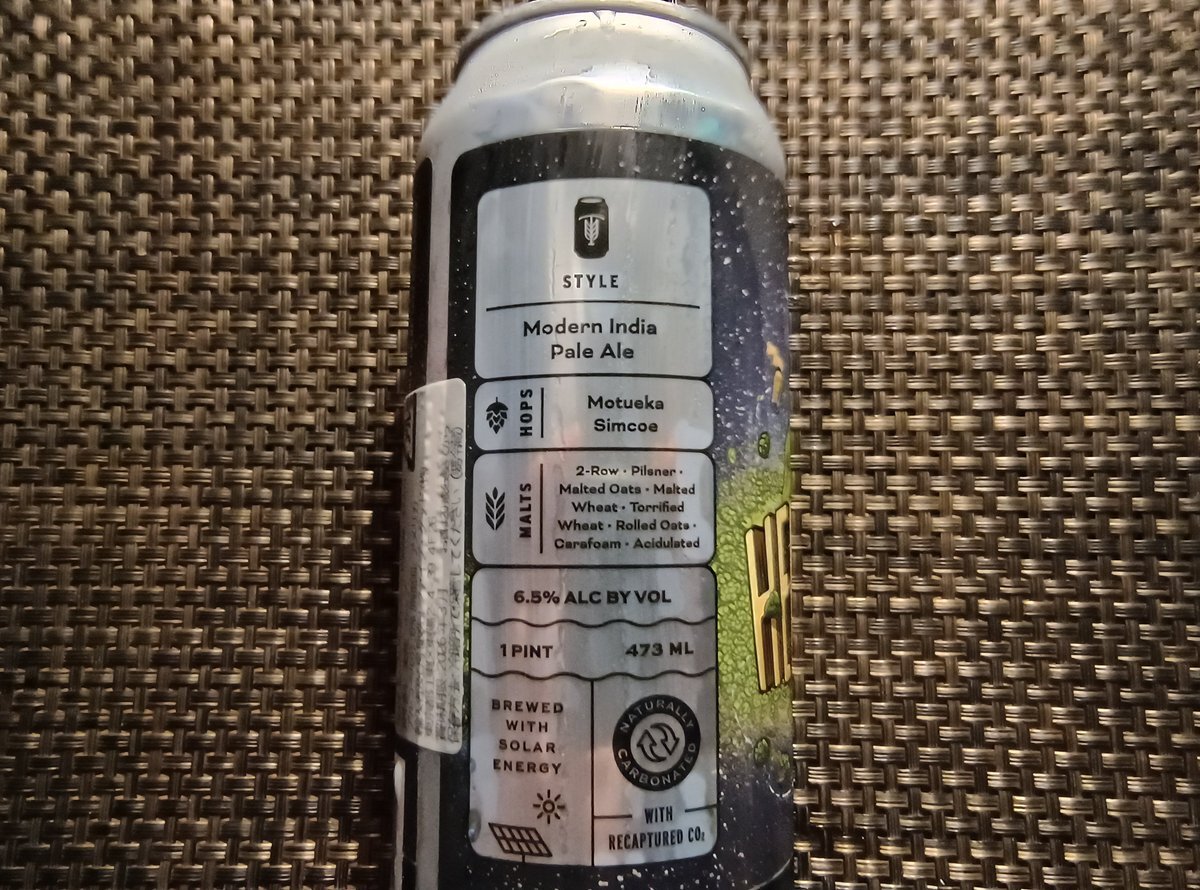 STYLE
Modern India
Pale Ale
HOPS
Motueka
Simcoe
MALTS
2-Row · Pilsner ·
Malted Oats · Malted
Wheat · Torrified
Wheat · Rolled Oats ·
Carafoam · Acidulated
6.5% ALC BY VOL
1 PINT 473 ML
BREWED
WITH
SOLAR
ENERGY
NATURALLY
CARBONATED
WITH
RECAPTURED CO₂